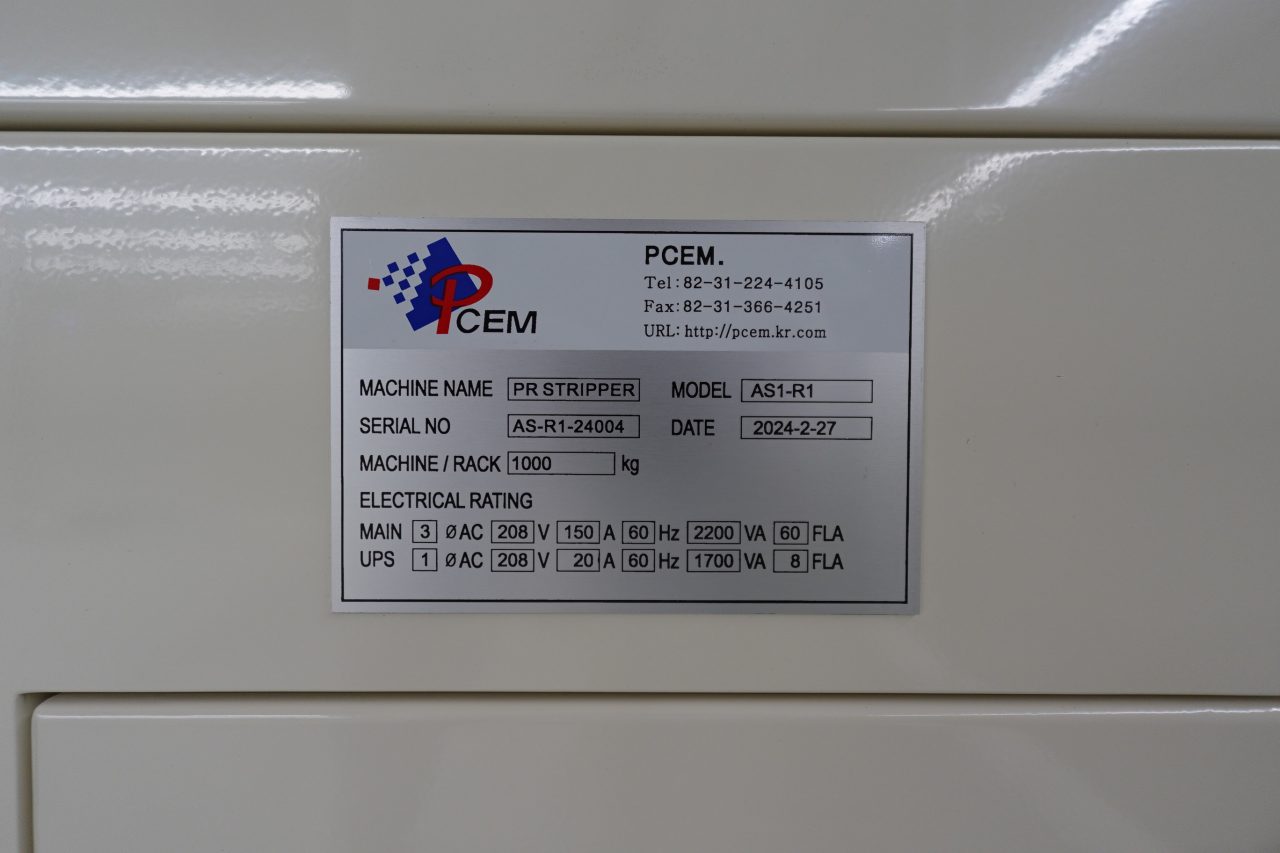 PCEM
PCEM.
Tel:82-31-224-4105
Fax:82-31-366-4251
URL: http://pcem.kr.com
MACHINE NAME PR STRIPPER MODEL AS1-R1
SERIAL NO AS-R1-24004 DATE 2024-2-27
MACHINE / RACK 1000 kg
ELECTRICAL RATING
MAIN 3 Ø AC 208 V 150 A 60 Hz 2200 VA 60 FLA
UPS 1 Ø AC 208 V 20 A 60 Hz 1700 VA 8 FLA